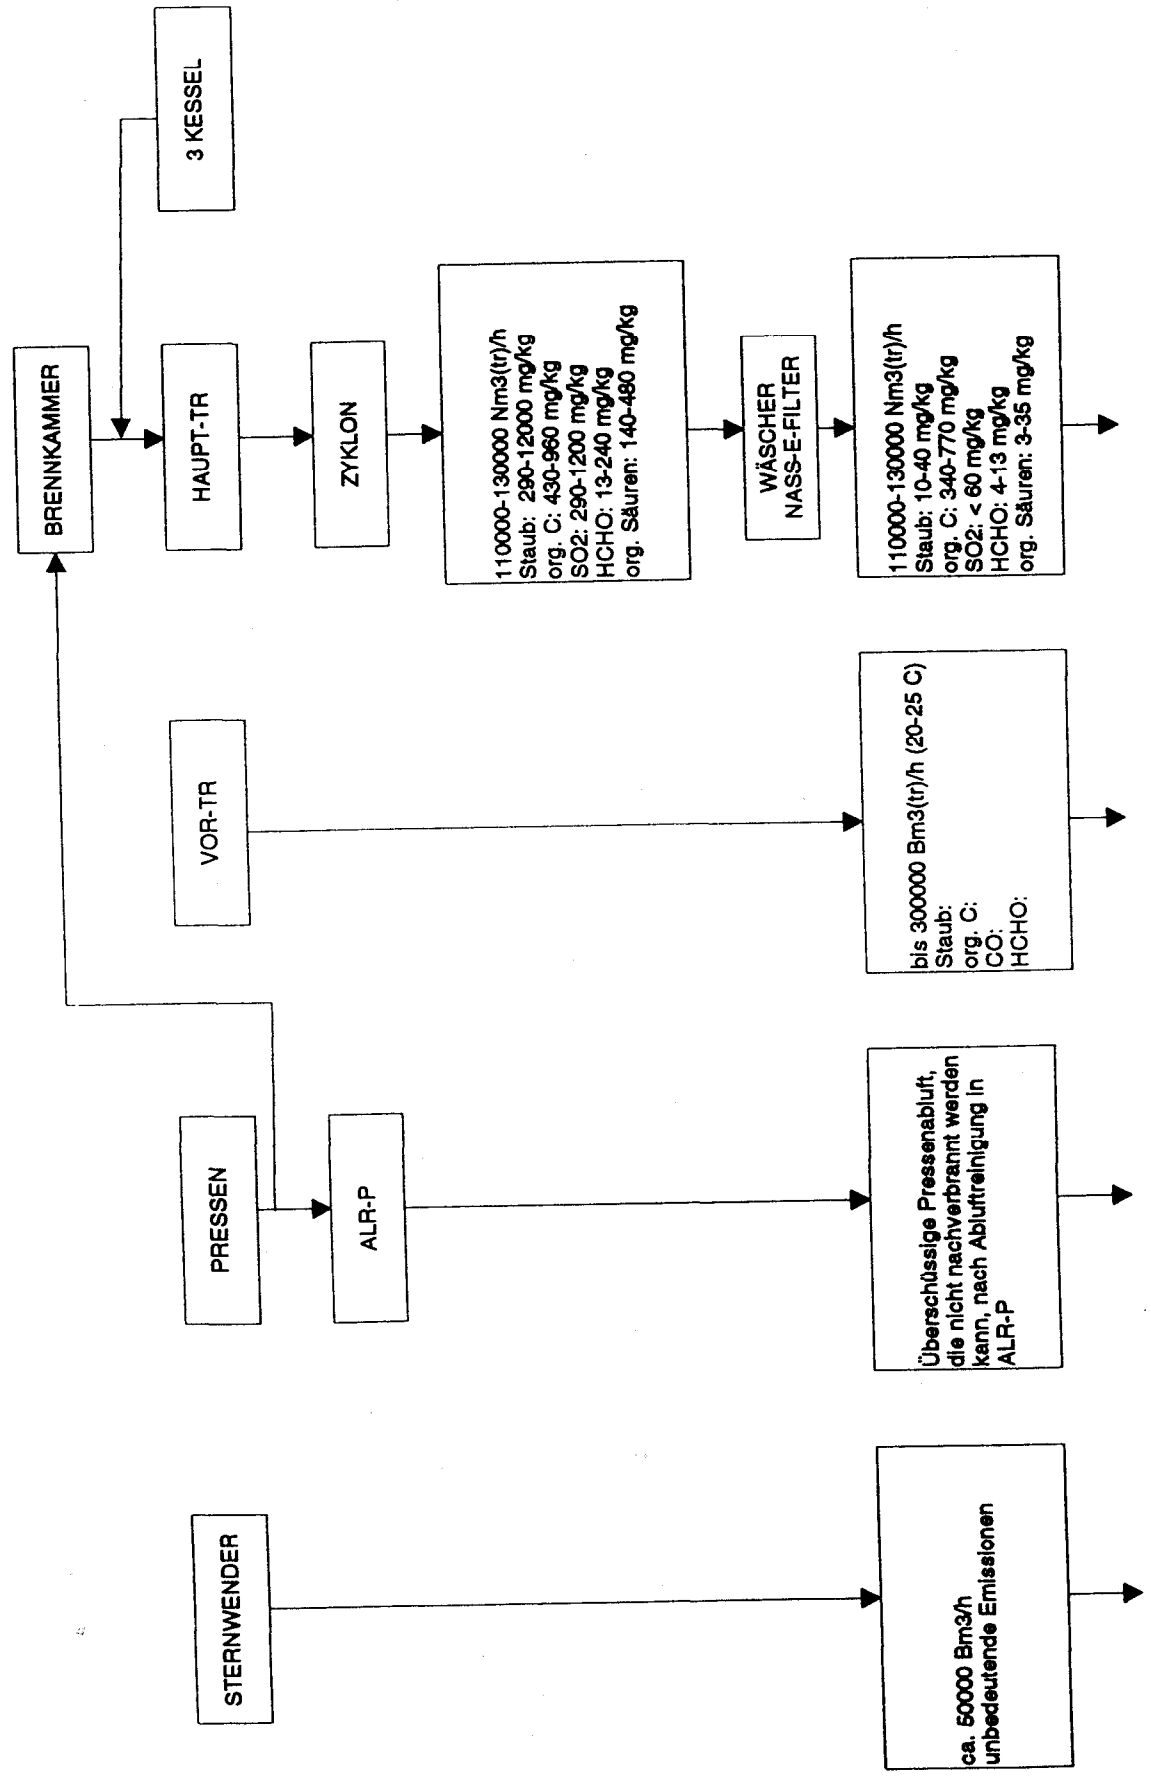 BRENNKAMMER
3 KESSEL
STERNWENDER
PRESSEN
VOR-TR
HAUPT-TR
ALR-P
ZYKLON
110000-130000 Nm3(tr)/h
Staub: 290-12000 mg/kg
org. C: 430-960 mg/kg
SO2: 290-1200 mg/kg
HCHO: 13-240 mg/kg
org. Säuren: 140-480 mg/kg
WÄSCHER
NASS-E-FILTER
ca. 50000 Bm3/h
unbedeutende Emissionen
Überschüssige Pressenabluft,
die nicht nachverbrannt werden
kann, nach Abluftreinigung in
ALR-P
bis 300000 Bm3(tr)/h (20-25 C)
Staub:
org. C:
CO:
HCHO:
110000-130000 Nm3(tr)/h
Staub: 10-40 mg/kg
org. C: 340-770 mg/kg
SO2: < 60 mg/kg
HCHO: 4-13 mg/kg
org. Säuren: 3-35 mg/kg